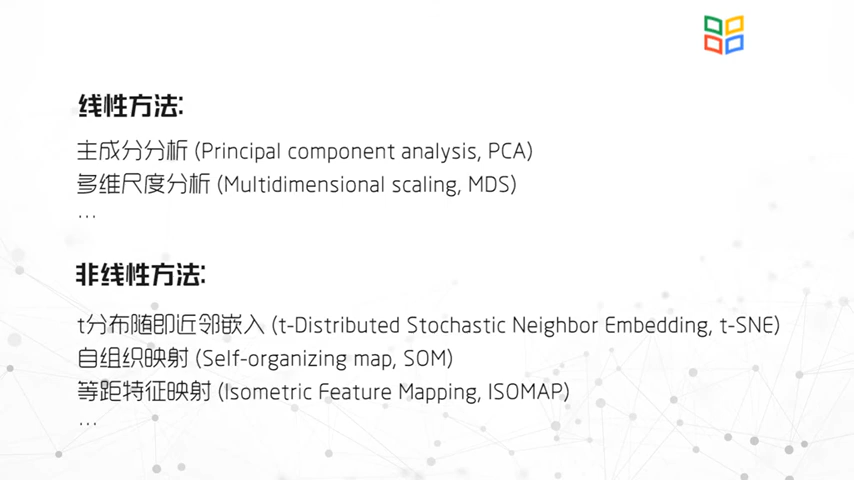 线性方法:
主成分分析 (Principal component analysis, PCA)
多维尺度分析 (Multidimensional scaling, MDS)
...
非线性方法:
t分布随即近邻嵌入 (t-Distributed Stochastic Neighbor Embedding, t-SNE)
自组织映射 (Self-organizing map, SOM)
等距特征映射 (Isometric Feature Mapping, ISOMAP)
...